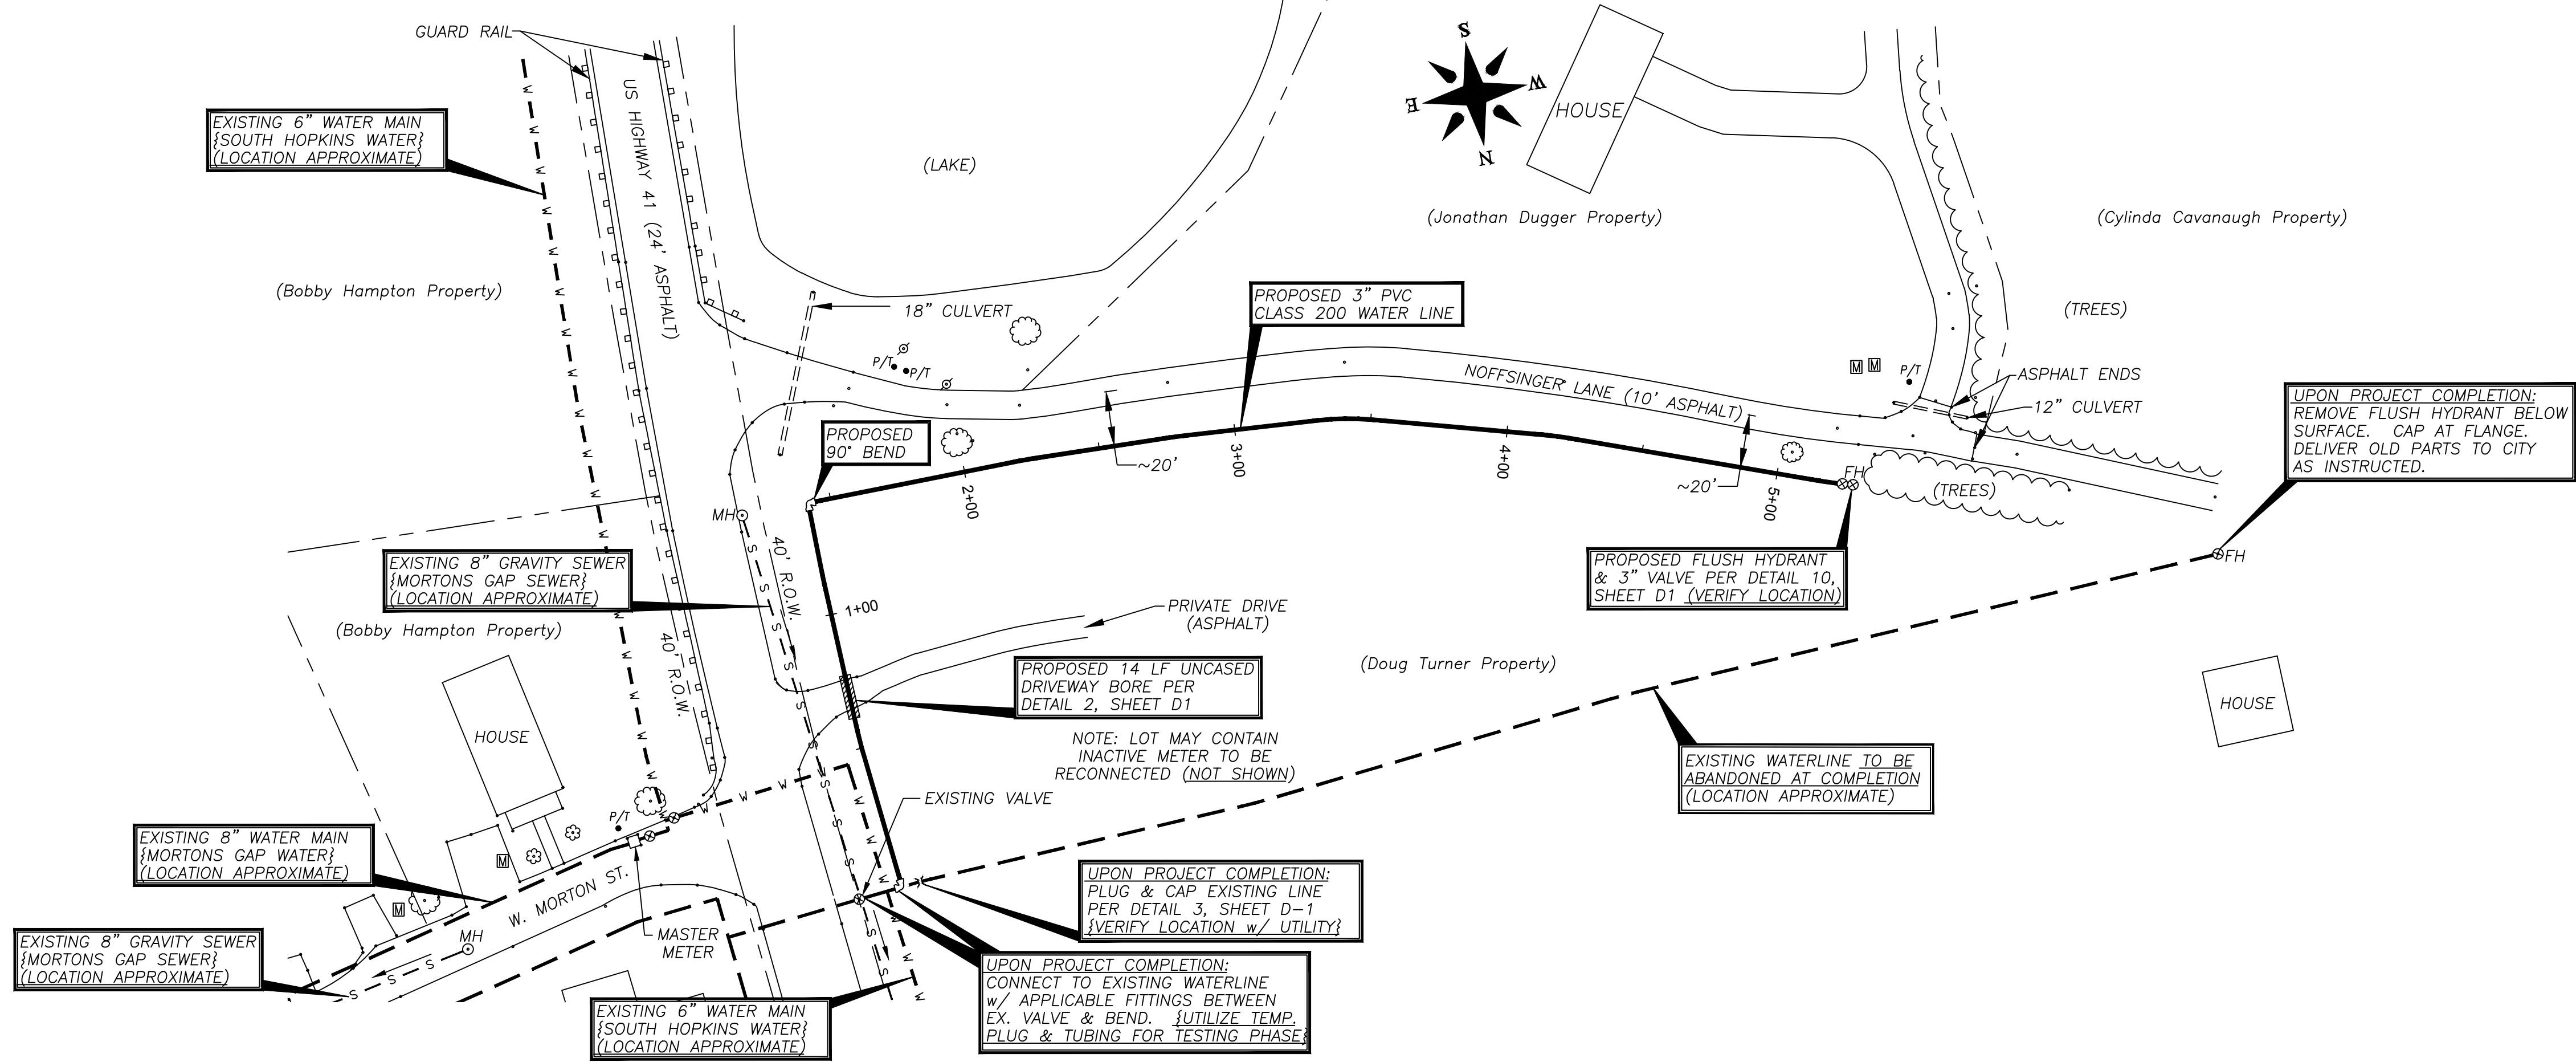 GUARD RAIL
US HIGHWAY 41 (24' ASPHALT)
EXISTING 6” WATER MAIN
{SOUTH HOPKINS WATER}
(LOCATION APPROXIMATE)
(Bobby Hampton Property)
(LAKE)
18” CULVERT
P/T
P/T
S
W
E
N
HOUSE
(Jonathan Dugger Property)
(Cylinda Cavanaugh Property)
(TREES)
PROPOSED 3” PVC
CLASS 200 WATER LINE
NOFFSINGER LANE (10' ASPHALT)
M
M
P/T
ASPHALT ENDS
12” CULVERT
UPON PROJECT COMPLETION:
REMOVE FLUSH HYDRANT BELOW
SURFACE. CAP AT FLANGE.
DELIVER OLD PARTS TO CITY
AS INSTRUCTED.
PROPOSED
90° BEND
~20'
2+00
3+00
4+00
~20'
5+00
FH
(TREES)
FH
MH
40' R.O.W.
EXISTING 8” GRAVITY SEWER
{MORTONS GAP SEWER}
(LOCATION APPROXIMATE)
(Bobby Hampton Property)
40' R.O.W.
1+00
PRIVATE DRIVE
(ASPHALT)
PROPOSED FLUSH HYDRANT
& 3” VALVE PER DETAIL 10,
SHEET D1 (VERIFY LOCATION)
PROPOSED 14 LF UNCASED
DRIVEWAY BORE PER
DETAIL 2, SHEET D1
(Doug Turner Property)
NOTE: LOT MAY CONTAIN
INACTIVE METER TO BE
RECONNECTED (NOT SHOWN)
EXISTING WATERLINE TO BE
ABANDONED AT COMPLETION
(LOCATION APPROXIMATE)
HOUSE
HOUSE
P/T
M
M
EXISTING VALVE
EXISTING 8” WATER MAIN
{MORTONS GAP WATER}
(LOCATION APPROXIMATE)
W. MORTON ST.
MH
MASTER
METER
UPON PROJECT COMPLETION:
PLUG & CAP EXISTING LINE
PER DETAIL 3, SHEET D-1
{VERIFY LOCATION w/ UTILITY}
EXISTING 8” GRAVITY SEWER
{MORTONS GAP SEWER}
(LOCATION APPROXIMATE)
UPON PROJECT COMPLETION:
CONNECT TO EXISTING WATERLINE
w/ APPLICABLE FITTINGS BETWEEN
EX. VALVE & BEND. {UTILIZE TEMP.
PLUG & TUBING FOR TESTING PHASE}
EXISTING 6” WATER MAIN
{SOUTH HOPKINS WATER}
(LOCATION APPROXIMATE)